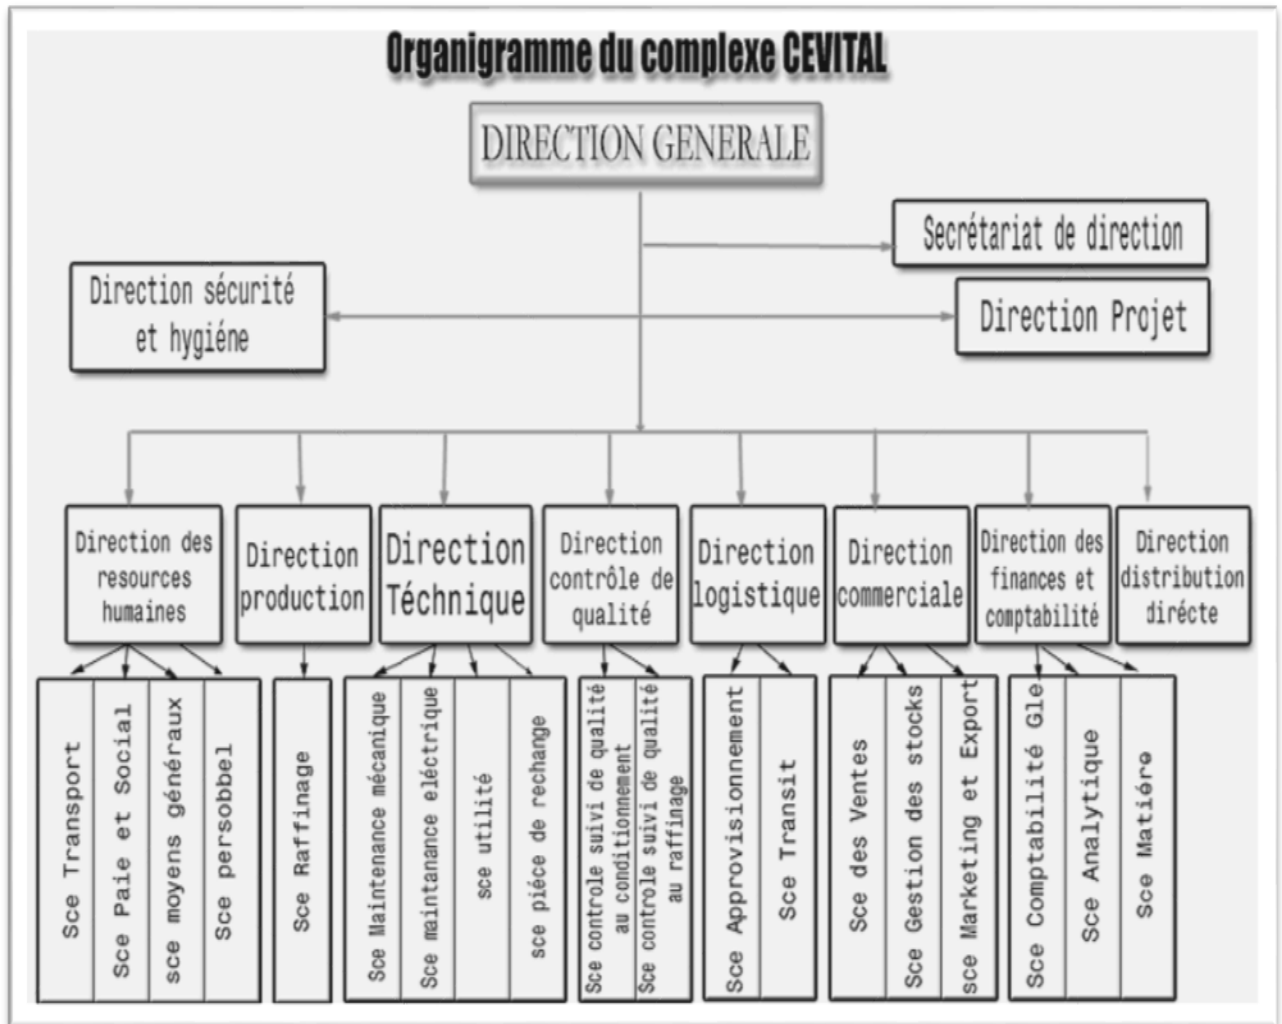 Organigramme du complexe CEVITAL
DIRECTION GENERALE
Secrétariat de direction
Direction sécurité
et hygiéne
Direction Projet
Direction des
resources
humaines
Direction
production
Direction
Téchnique
Direction
contrôle de
qualité
Direction
logistique
Direction
commerciale
Direction des
finances et
comptabilité
Direction
distribution
dirécte
Sce Transport
Sce Paie et Social
sce moyens généraux
Sce persobbel
Sce Raffinage
Sce Maintenance mécanique
Sce maintanance eléctrique
sce utilité
sce piéce de rechange
Sce controle suivi de qualité
au conditionnement
Sce controle suivi de qualité
au raffinage
Sce Approvisionnement
Sce Transit
Sce des Ventes
Sce Gestion des stocks
sce Marketing et Export
Sce Comptabilité Gle
Sce Analytique
Sce Matiére